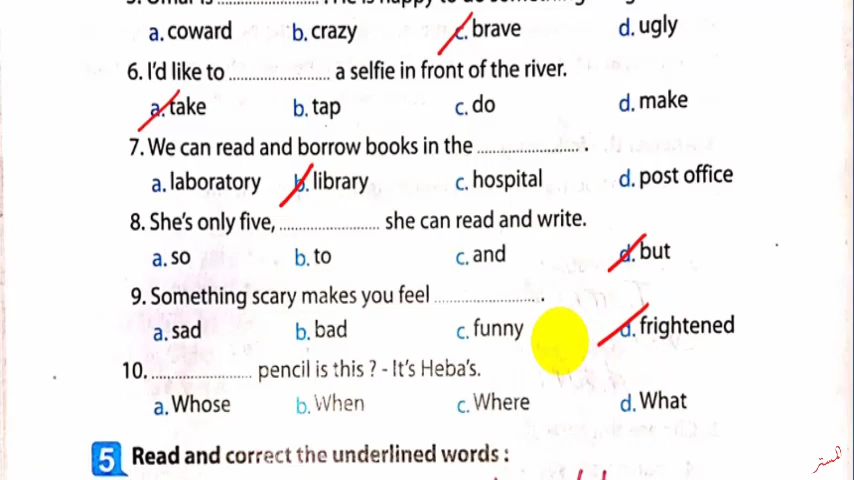 a. coward b. crazy c. brave d. ugly
6. I'd like to .................... a selfie in front of the river.
a. take b. tap c. do d. make
7. We can read and borrow books in the .................... .
a. laboratory b. library c. hospital d. post office
8. She's only five, .................... she can read and write.
a. so b. to c. and d. but
9. Something scary makes you feel .................... .
a. sad b. bad c. funny d. frightened
10. .................... pencil is this ? - It's Heba's.
a. Whose b. When c. Where d. What
5 Read and correct the underlined words :
المستر